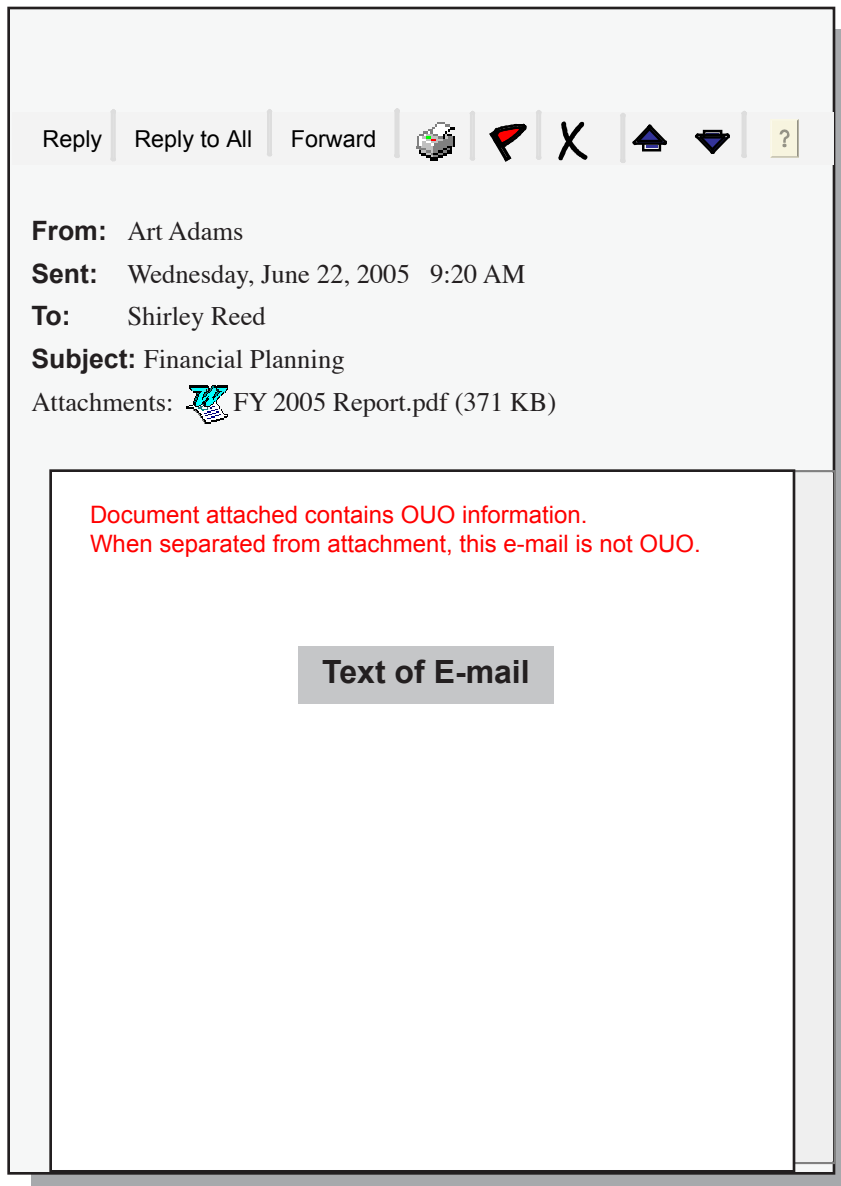 Reply Reply to All Forward ?
From: Art Adams
Sent: Wednesday, June 22, 2005 9:20 AM
To: Shirley Reed
Subject: Financial Planning
Attachments: FY 2005 Report.pdf (371 KB)
Document attached contains OUO information.
When separated from attachment, this e-mail is not OUO.
Text of E-mail